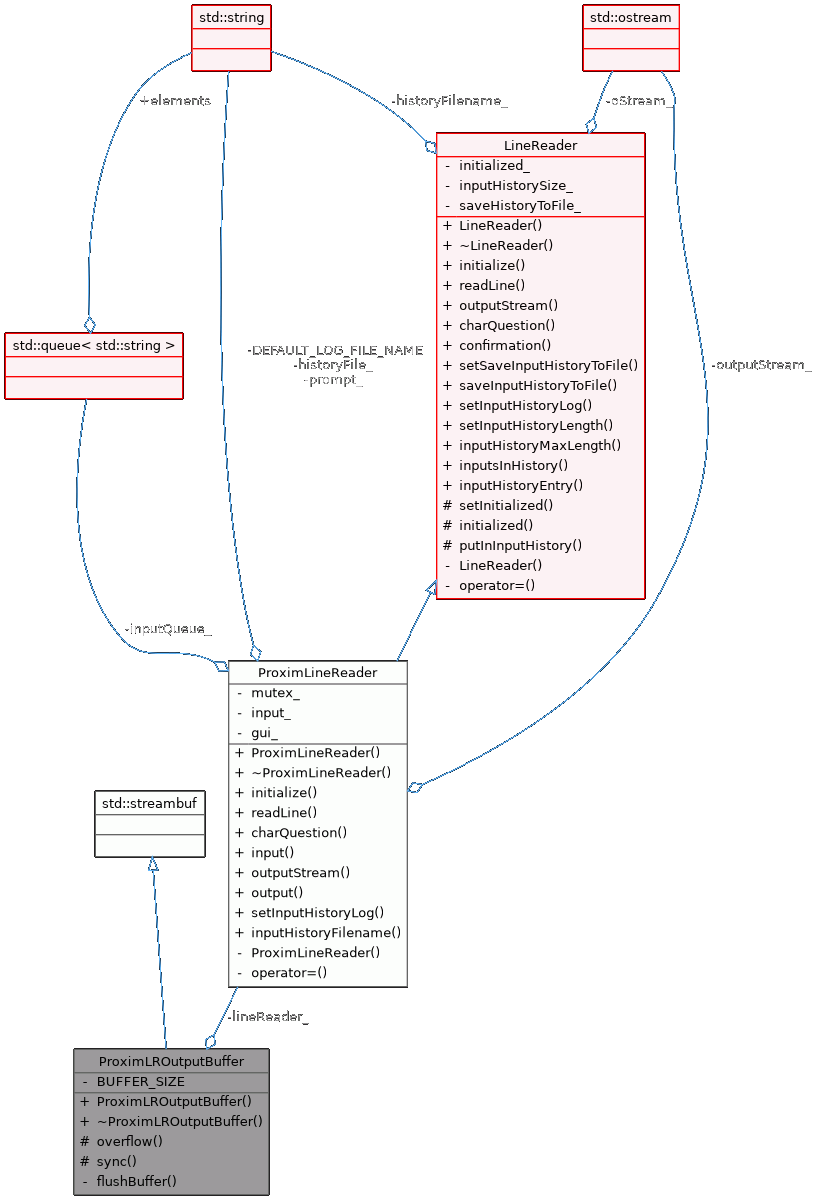 std::string
std::ostream
+elements
-historyFilename_
-oStream_
LineReader
- initialized_
- inputHistorySize_
- saveHistoryToFile_
+ LineReader()
+ ~LineReader()
+ initialize()
+ readLine()
+ outputStream()
+ charQuestion()
+ confirmation()
+ setSaveInputHistoryToFile()
+ saveInputHistoryToFile()
+ setInputHistoryLog()
+ setInputHistoryLength()
+ inputHistoryMaxLength()
+ inputsInHistory()
+ inputHistoryEntry()
# setInitialized()
# initialized()
# putInInputHistory()
- LineReader()
- operator=()
std::queue< std::string >
-DEFAULT_LOG_FILE_NAME
-historyFile_
-prompt_
-outputStream_
-inputQueue_
ProximLineReader
- mutex_
- input_
- gui_
+ ProximLineReader()
+ ~ProximLineReader()
+ initialize()
+ readLine()
+ charQuestion()
+ input()
+ outputStream()
+ output()
+ setInputHistoryLog()
+ inputHistoryFilename()
- ProximLineReader()
- operator=()
std::streambuf
-lineReader_
ProximLROutputBuffer
- BUFFER_SIZE
+ ProximLROutputBuffer()
+ ~ProximLROutputBuffer()
# overflow()
# sync()
- flushBuffer()